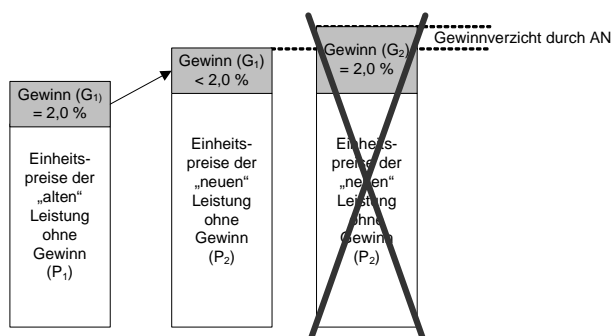 Gewinn (G1)
= 2,0 %
Einheits-
preise der
„alten“
Leistung
ohne
Gewinn
(P1)
Gewinn (G1)
< 2,0 %
Einheits-
preise der
„neuen“
Leistung
ohne
Gewinn
(P2)
Gewinn (G2)
= 2,0 %
Einheits-
preise der
„neuen“
Leistung
ohne
Gewinn
(P2)
Gewinnverzicht durch AN